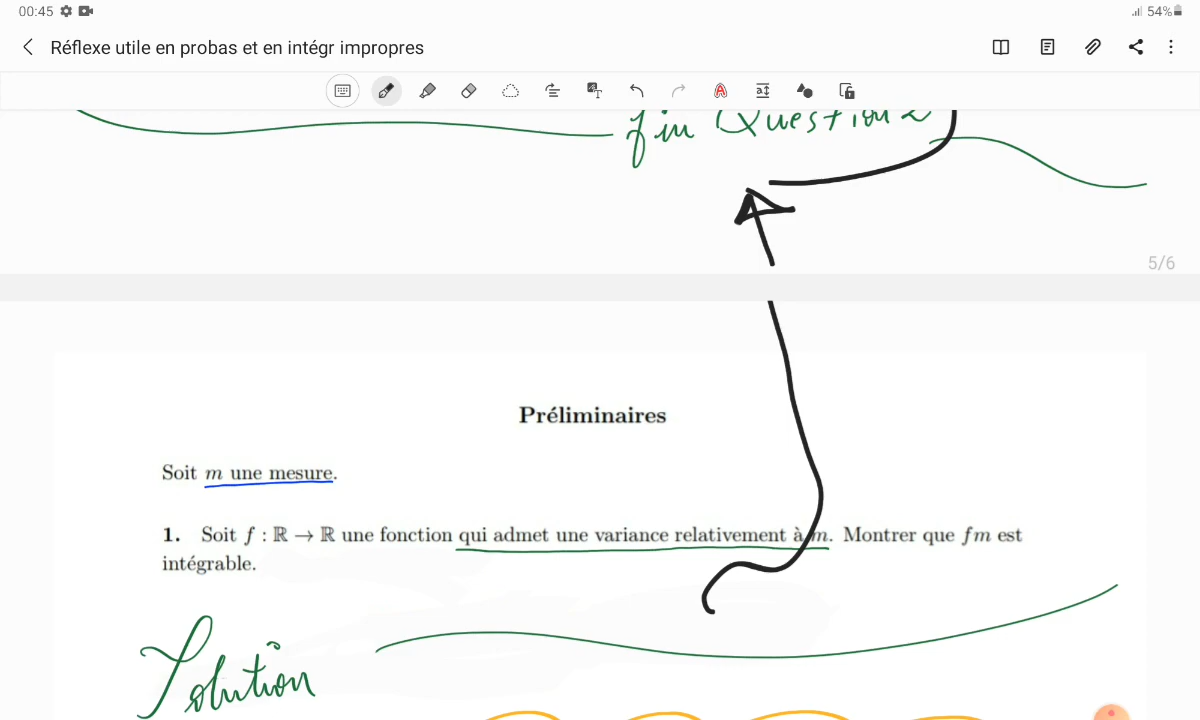 00:45 54%
Réflexe utile en probas et en intégr impropres
fin Question 2
5/6
Préliminaires
Soit m une mesure.
1. Soit f : ℝ → ℝ une fonction qui admet une variance relativement à m. Montrer que fm est
intégrable.
Solution